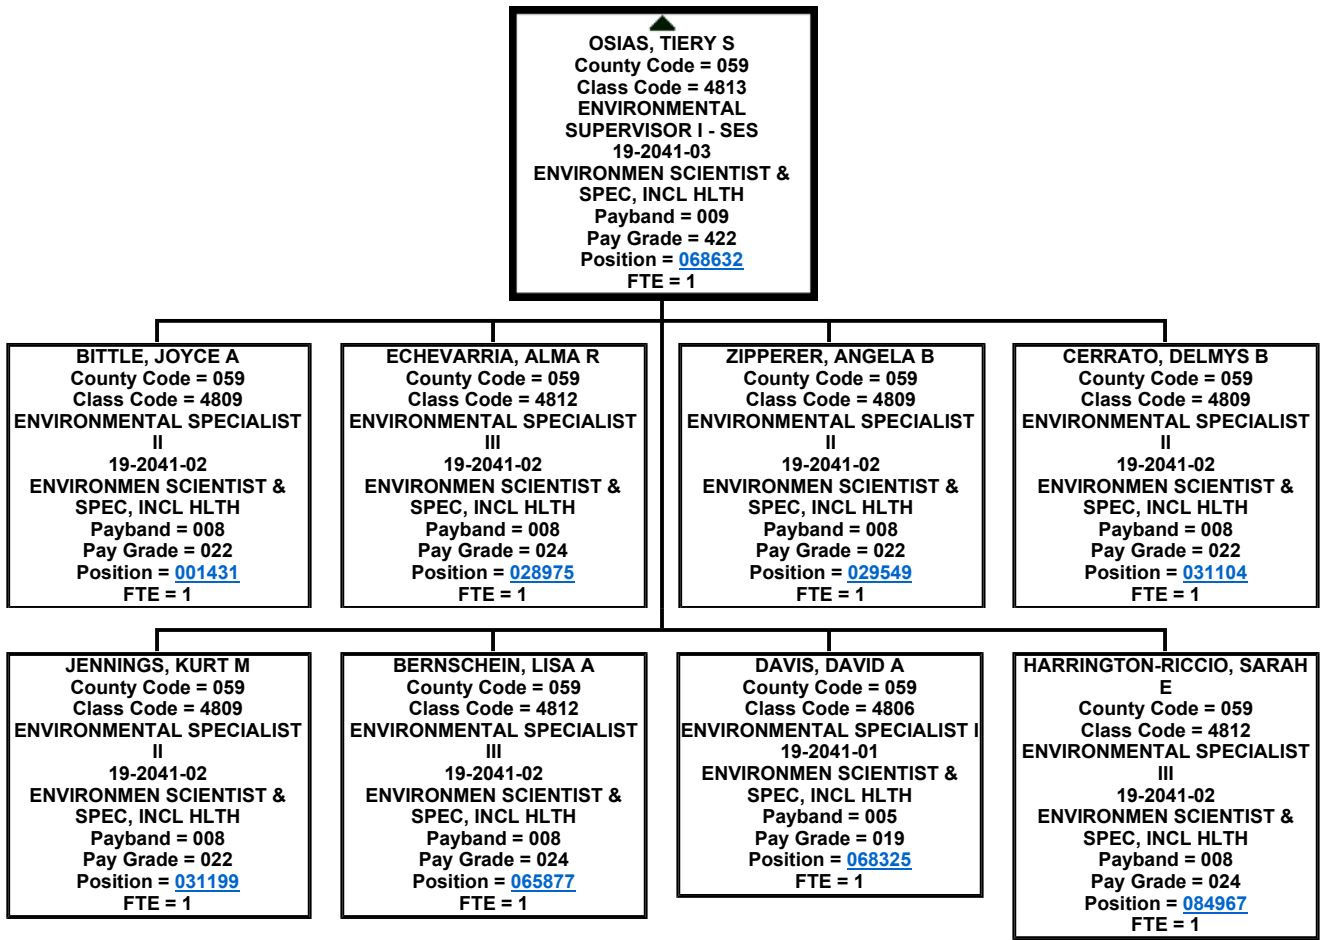 OSIAS, TIERY S
County Code = 059
Class Code = 4813
ENVIRONMENTAL
SUPERVISOR I - SES
19-2041-03
ENVIRONMEN SCIENTIST &
SPEC, INCL HLTH
Payband = 009
Pay Grade = 422
Position = 068632
FTE = 1
BITTLE, JOYCE A
County Code = 059
Class Code = 4809
ENVIRONMENTAL SPECIALIST
II
19-2041-02
ENVIRONMEN SCIENTIST &
SPEC, INCL HLTH
Payband = 008
Pay Grade = 022
Position = 001431
FTE = 1
ECHEVARRIA, ALMA R
County Code = 059
Class Code = 4812
ENVIRONMENTAL SPECIALIST
III
19-2041-02
ENVIRONMEN SCIENTIST &
SPEC, INCL HLTH
Payband = 008
Pay Grade = 024
Position = 028975
FTE = 1
ZIPPERER, ANGELA B
County Code = 059
Class Code = 4809
ENVIRONMENTAL SPECIALIST
II
19-2041-02
ENVIRONMEN SCIENTIST &
SPEC, INCL HLTH
Payband = 008
Pay Grade = 022
Position = 029549
FTE = 1
CERRATO, DELMYS B
County Code = 059
Class Code = 4809
ENVIRONMENTAL SPECIALIST
II
19-2041-02
ENVIRONMEN SCIENTIST &
SPEC, INCL HLTH
Payband = 008
Pay Grade = 022
Position = 031104
FTE = 1
JENNINGS, KURT M
County Code = 059
Class Code = 4809
ENVIRONMENTAL SPECIALIST
II
19-2041-02
ENVIRONMEN SCIENTIST &
SPEC, INCL HLTH
Payband = 008
Pay Grade = 022
Position = 031199
FTE = 1
BERNSCHEIN, LISA A
County Code = 059
Class Code = 4812
ENVIRONMENTAL SPECIALIST
III
19-2041-02
ENVIRONMEN SCIENTIST &
SPEC, INCL HLTH
Payband = 008
Pay Grade = 024
Position = 065877
FTE = 1
DAVIS, DAVID A
County Code = 059
Class Code = 4806
ENVIRONMENTAL SPECIALIST I
19-2041-01
ENVIRONMEN SCIENTIST &
SPEC, INCL HLTH
Payband = 005
Pay Grade = 019
Position = 068325
FTE = 1
HARRINGTON-RICCIO, SARAH
E
County Code = 059
Class Code = 4812
ENVIRONMENTAL SPECIALIST
III
19-2041-02
ENVIRONMEN SCIENTIST &
SPEC, INCL HLTH
Payband = 008
Pay Grade = 024
Position = 084967
FTE = 1